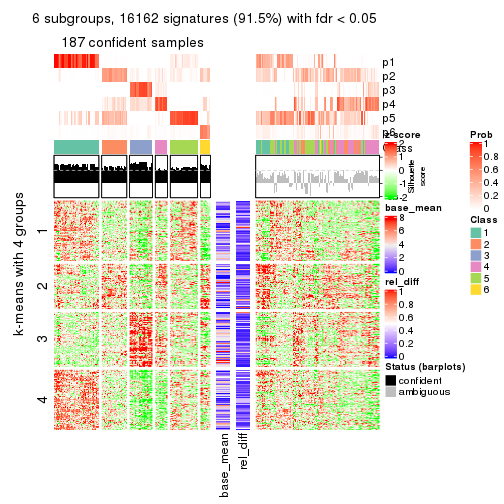 6 subgroups, 16162 signatures (91.5%) with fdr < 0.05
187 confident samples
p1
p2
p3
p4
p5
p6
Class
Silhouette
score
k-means with 4 groups
1
2
3
4
base_mean
rel_diff
z-score
2
1
0
-1
-2
base_mean
8
6
4
2
0
rel_diff
1
0.8
0.6
0.4
0.2
0
Status (barplots)
confident
ambiguous
Prob
1
0.8
0.6
0.4
0.2
0
Class
1
2
3
4
5
6